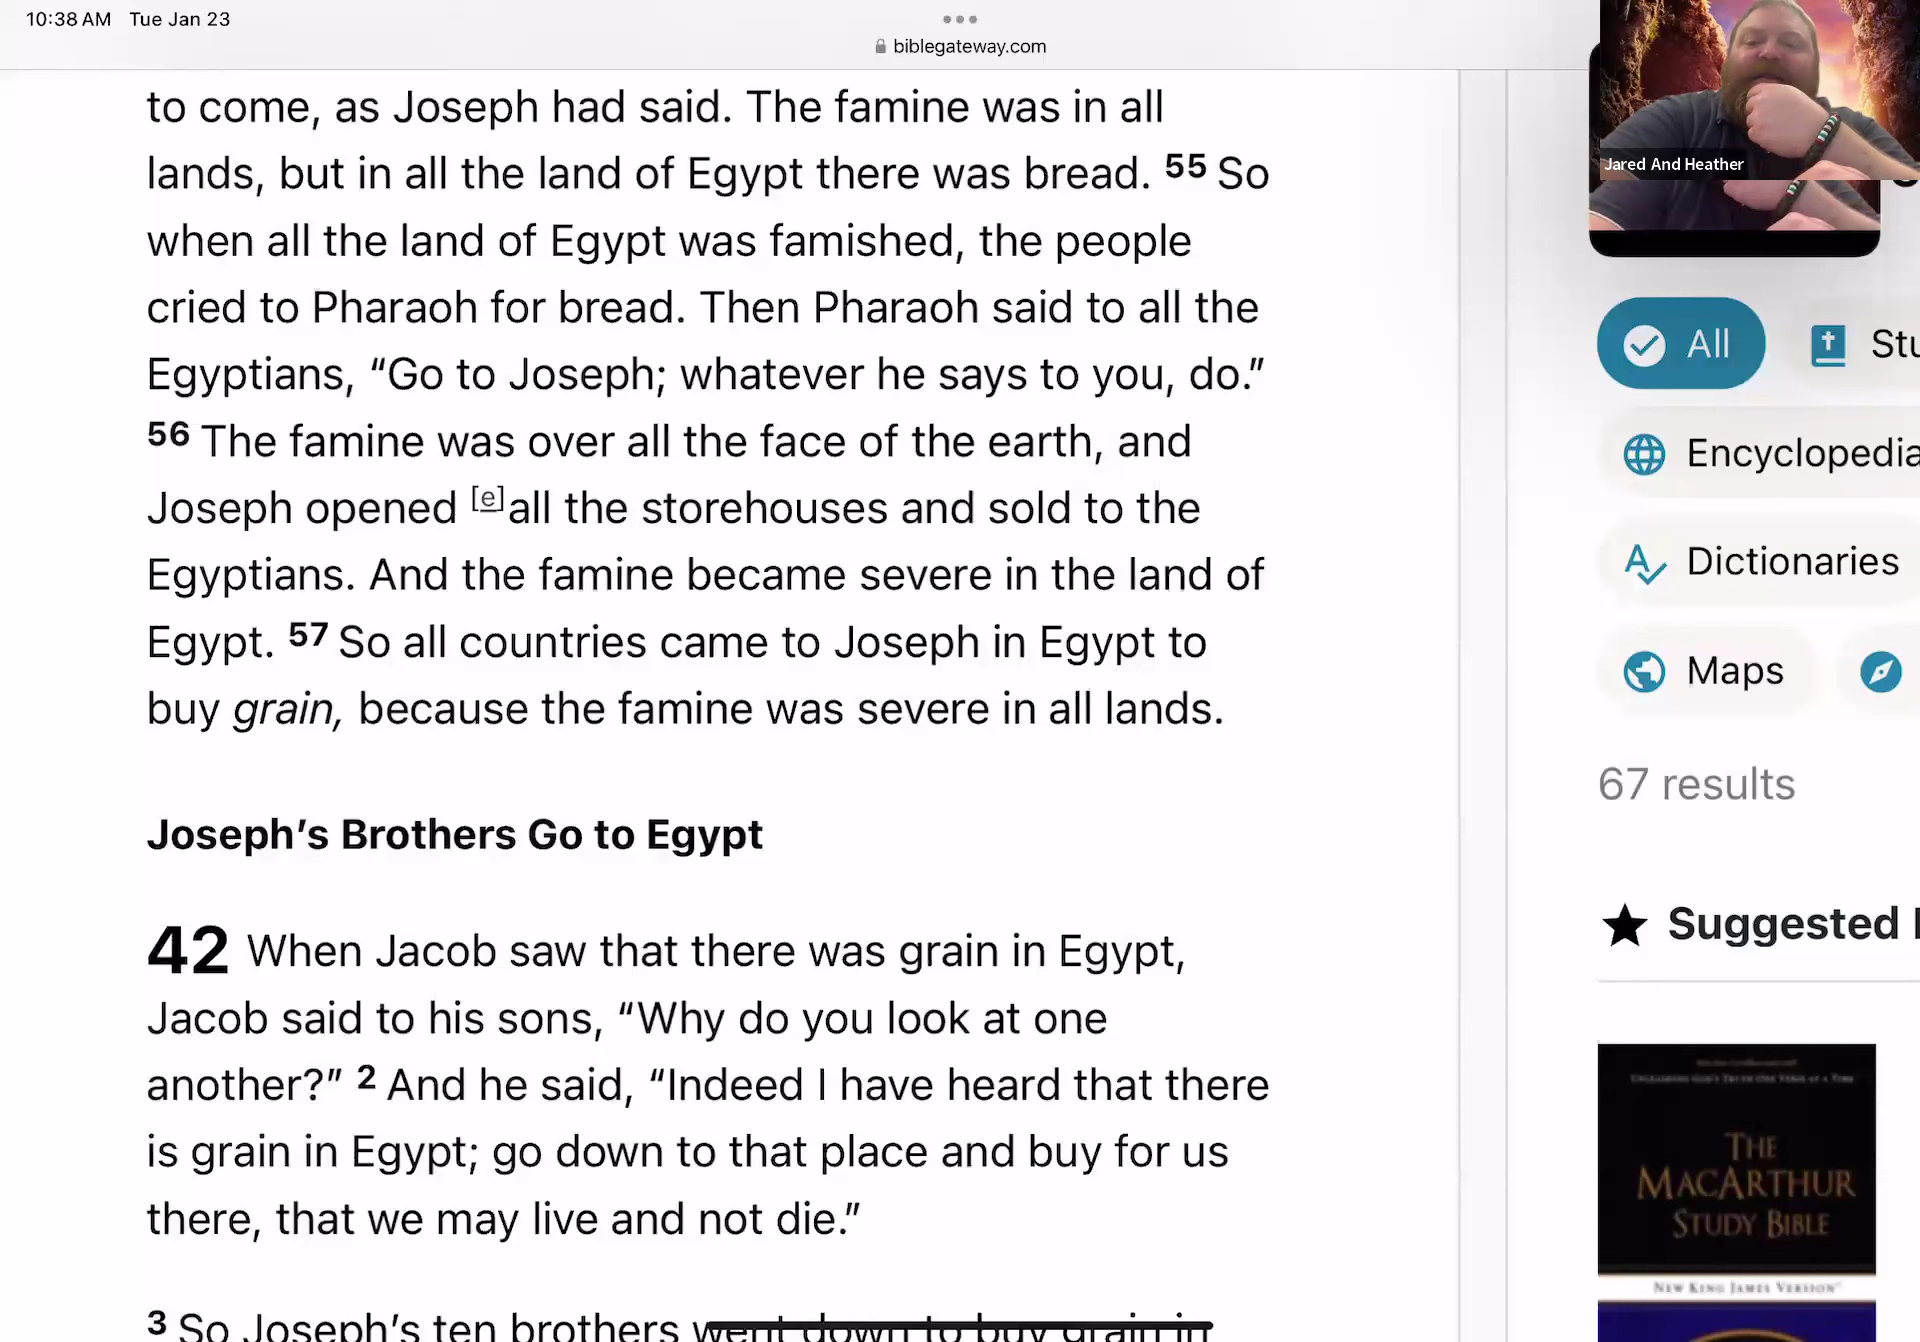 10:38 AM Tue Jan 23
biblegateway.com
to come, as Joseph had said. The famine was in all
lands, but in all the land of Egypt there was bread. 55 So
when all the land of Egypt was famished, the people
cried to Pharaoh for bread. Then Pharaoh said to all the
Egyptians, “Go to Joseph; whatever he says to you, do.”
56 The famine was over all the face of the earth, and
Joseph opened [e]all the storehouses and sold to the
Egyptians. And the famine became severe in the land of
Egypt. 57 So all countries came to Joseph in Egypt to
buy grain, because the famine was severe in all lands.
Joseph’s Brothers Go to Egypt
42 When Jacob saw that there was grain in Egypt,
Jacob said to his sons, “Why do you look at one
another?” 2 And he said, “Indeed I have heard that there
is grain in Egypt; go down to that place and buy for us
there, that we may live and not die.”
3 So Joseph’s ten brothers went down to buy grain in
Jared And Heather
All
Stu
Encyclopedia
Dictionaries
Maps
67 results
Suggested
THE
MACARTHUR
STUDY BIBLE
NEW KING JAMES VERSION